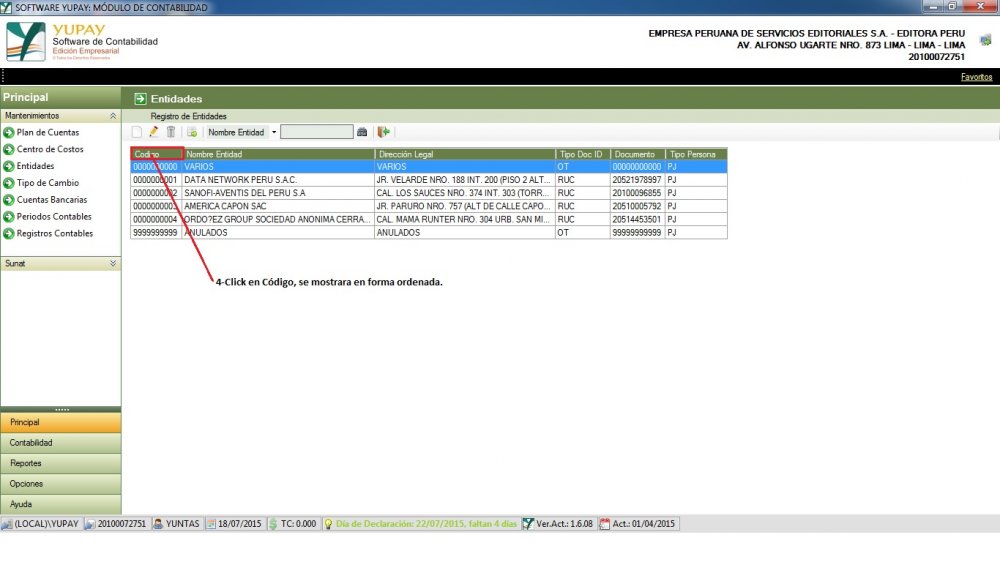 SOFTWARE YUPAY: MÓDULO DE CONTABILIDAD
YUPAY
Software de Contabilidad
Edición Empresarial
EMPRESA PERUANA DE SERVICIOS EDITORIALES S.A. - EDITORA PERU
AV. ALFONSO UGARTE NRO. 873 LIMA - LIMA - LIMA
20100072751
Favoritos
Principal
Entidades
Mantenimientos
Registro de Entidades
Nombre Entidad
Plan de Cuentas
Centro de Costos
Entidades
Tipo de Cambio
Cuentas Bancarias
Periodos Contables
Registros Contables
Sunat
Codigo Nombre Entidad Dirección Legal Tipo Doc ID Documento Tipo Persona
0000000000 VARIOS VARIOS OT 00000000000 PJ
0000000001 DATA NETWORK PERU S.A.C. JR. VELARDE NRO. 188 INT. 200 (PISO 2 ALT... RUC 20521978997 PJ
0000000002 SANOFI-AVENTIS DEL PERU S.A CAL. LOS SAUCES NRO. 374 INT. 303 (TORR... RUC 20100096855 PJ
0000000003 AMERICA CAPON SAC JR. PARURO NRO. 757 (ALT DE CALLE CAPO... RUC 20510005792 PJ
0000000004 ORDO?EZ GROUP SOCIEDAD ANONIMA CERRA... CAL. MAMA RUNTER NRO. 304 URB. SAN MI... RUC 20514453501 PJ
9999999999 ANULADOS ANULADOS OT 99999999999 PJ
4-Click en Código, se mostrara en forma ordenada.
Principal
Contabilidad
Reportes
Opciones
Ayuda
(LOCAL)\YUPAY 20100072751 YUNTAS 18/07/2015 TC: 0.000 Día de Declaración: 22/07/2015, faltan 4 días Ver.Act.: 1.6.08 Act.: 01/04/2015